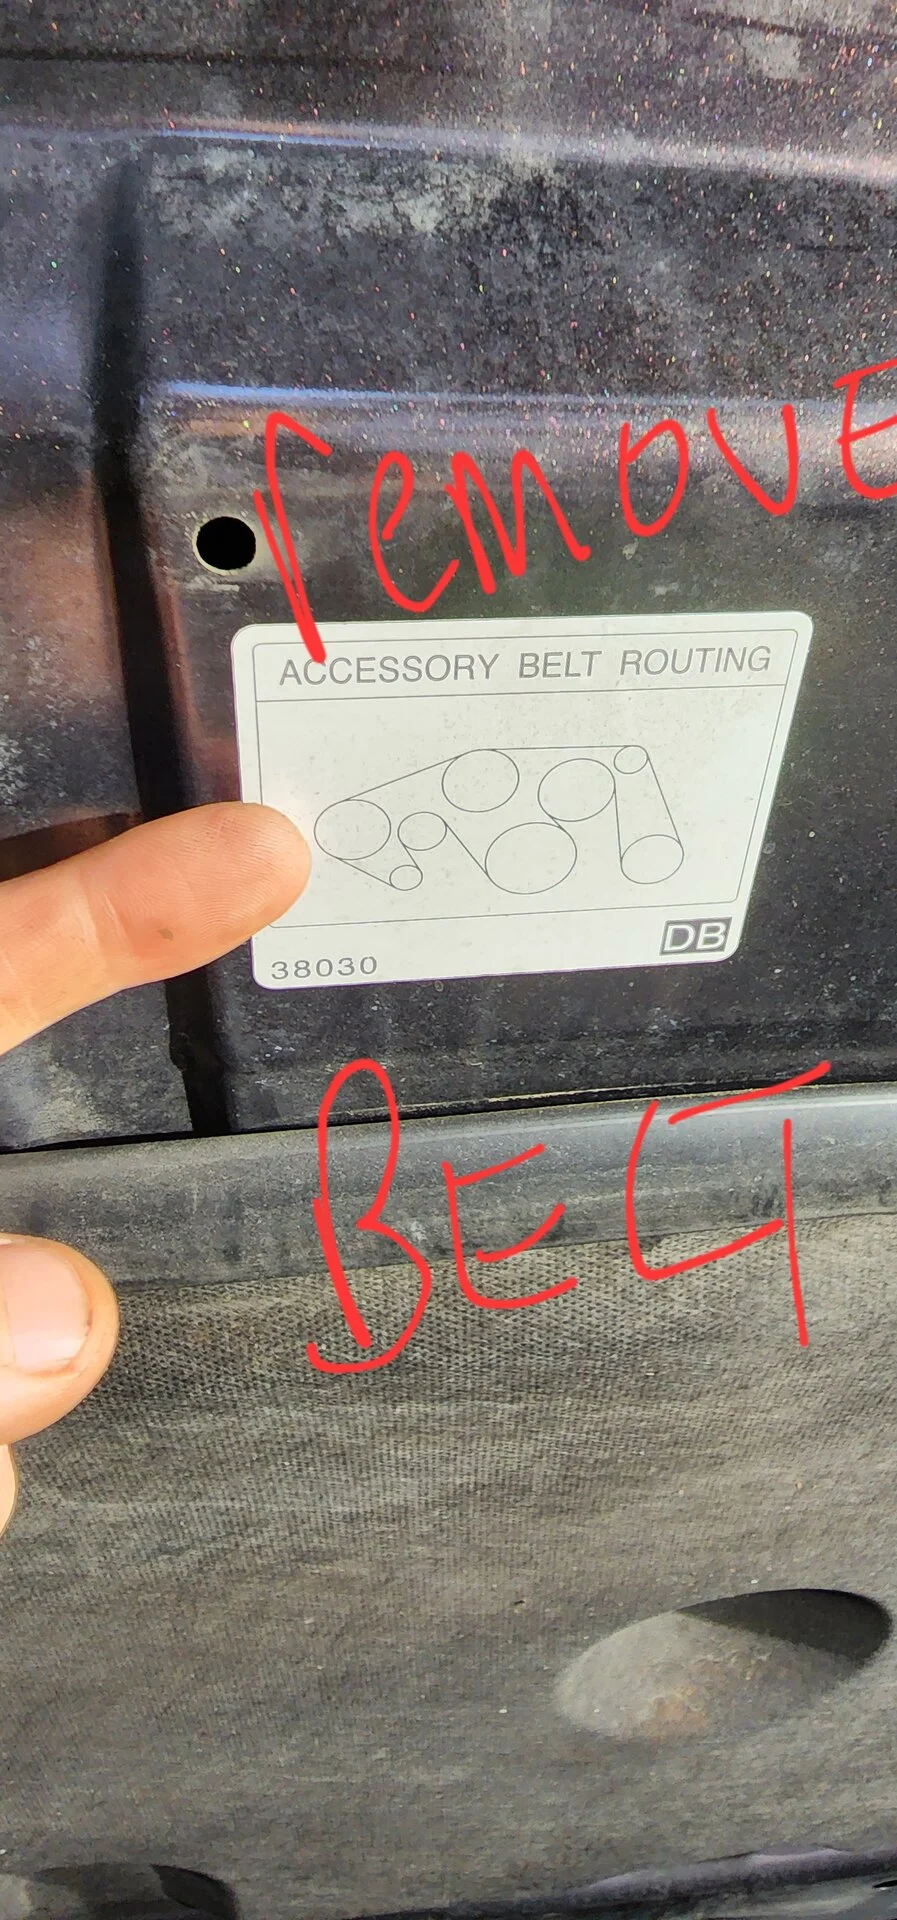 remove
ACCESSORY BELT ROUTING
DB
38030
BELT